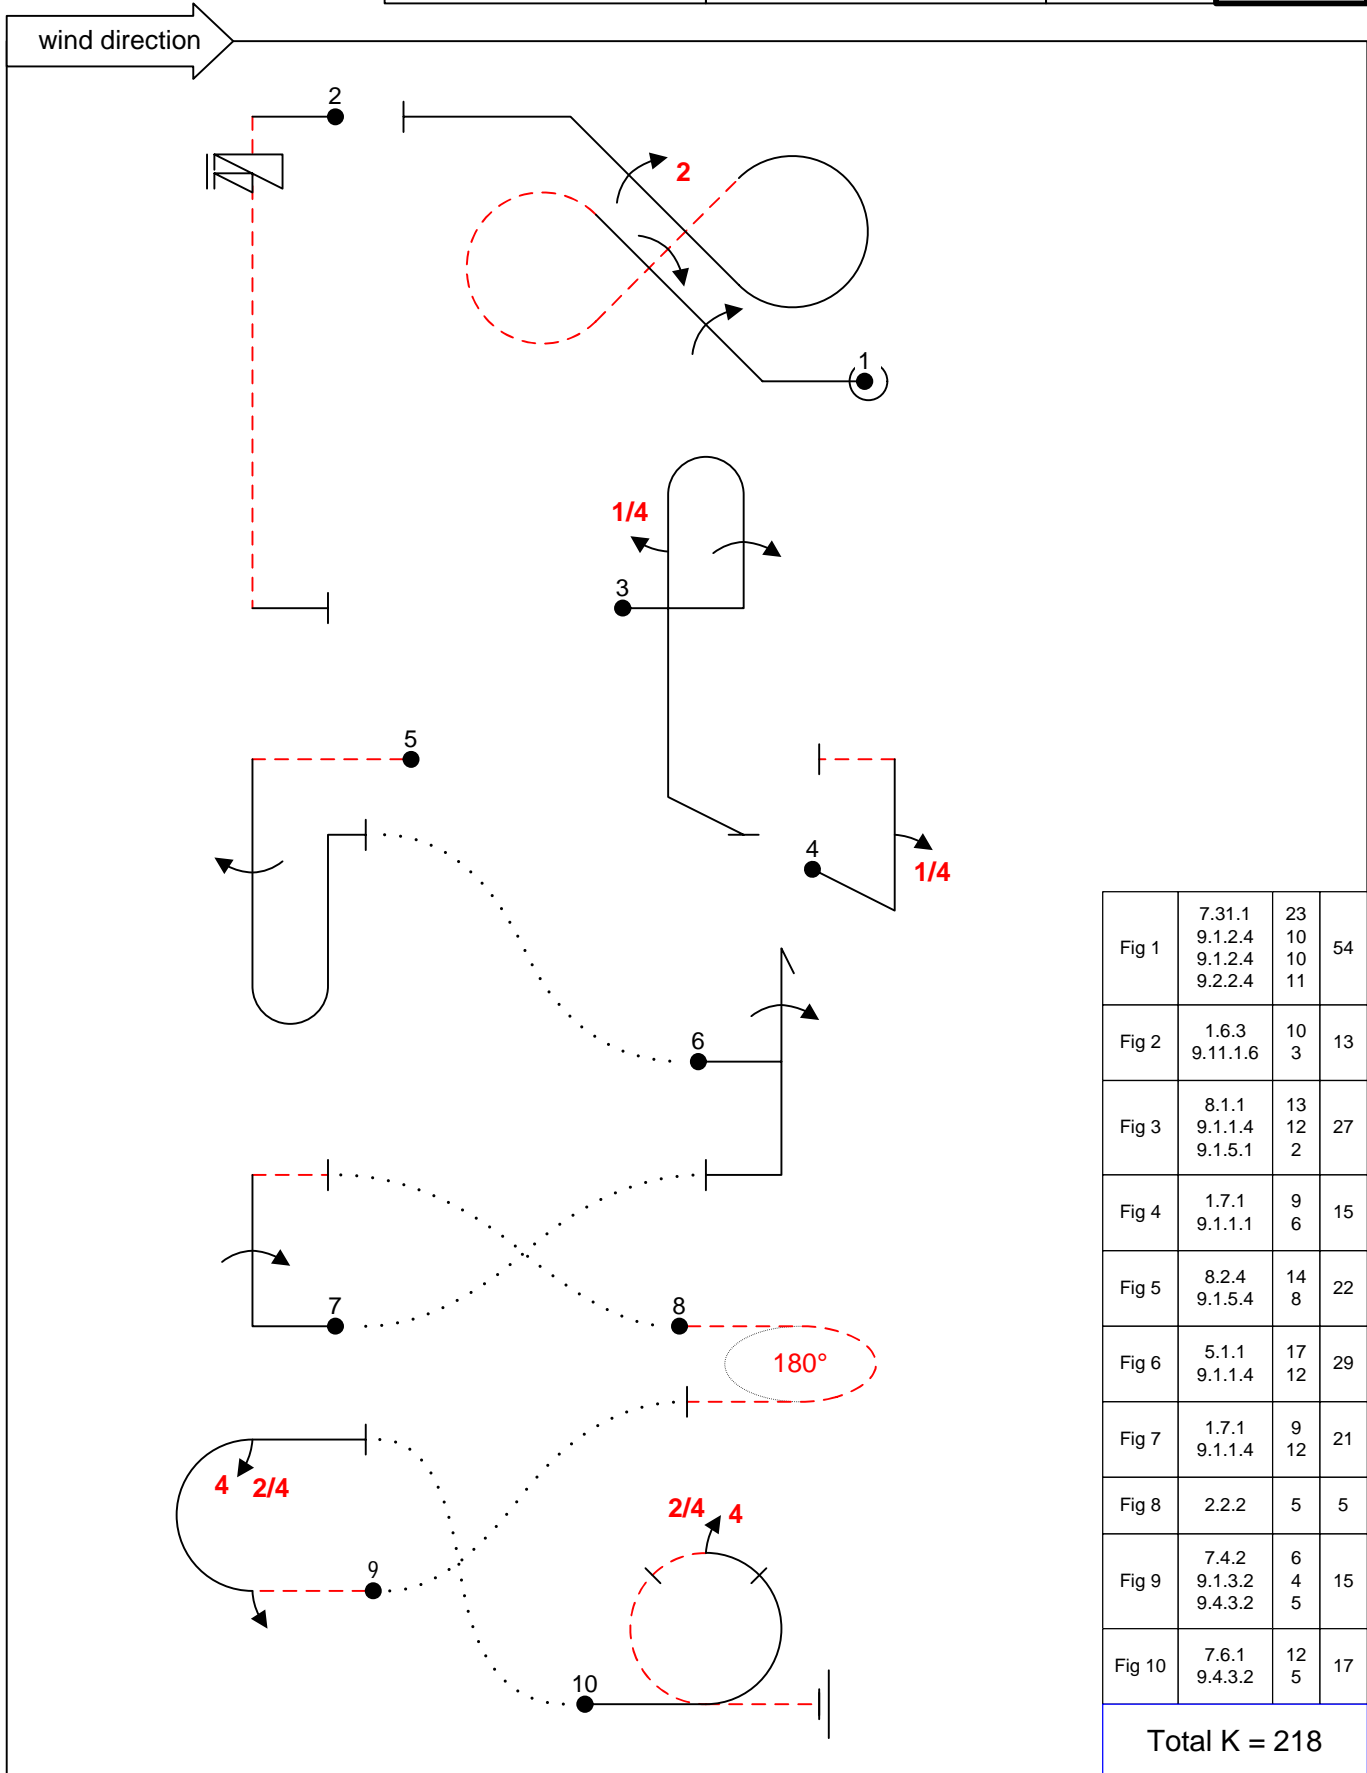 wind direction
2
2
1
1/4
3
5
4
1/4
6
7
8
180°
4 2/4
9
2/4 4
10
Fig 1 7.31.1 23 54
9.1.2.4 10
9.1.2.4 10
9.2.2.4 11
Fig 2 1.6.3 10 13
9.11.1.6 3
Fig 3 8.1.1 13 27
9.1.1.4 12
9.1.5.1 2
Fig 4 1.7.1 9 15
9.1.1.1 6
Fig 5 8.2.4 14 22
9.1.5.4 8
Fig 6 5.1.1 17 29
9.1.1.4 12
Fig 7 1.7.1 9 21
9.1.1.4 12
Fig 8 2.2.2 5 5
Fig 9 7.4.2 6 15
9.1.3.2 4
9.4.3.2 5
Fig 10 7.6.1 12 17
9.4.3.2 5
Total K = 218